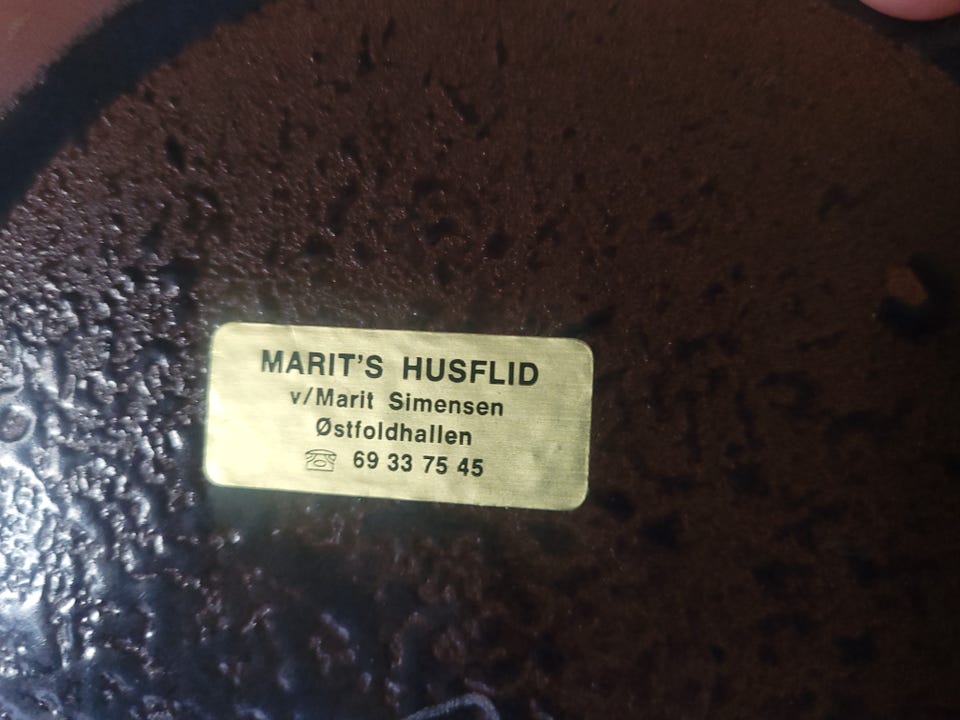 MARIT'S HUSFLID
v/Marit Simensen
Østfoldhallen
☏ 69 33 75 45